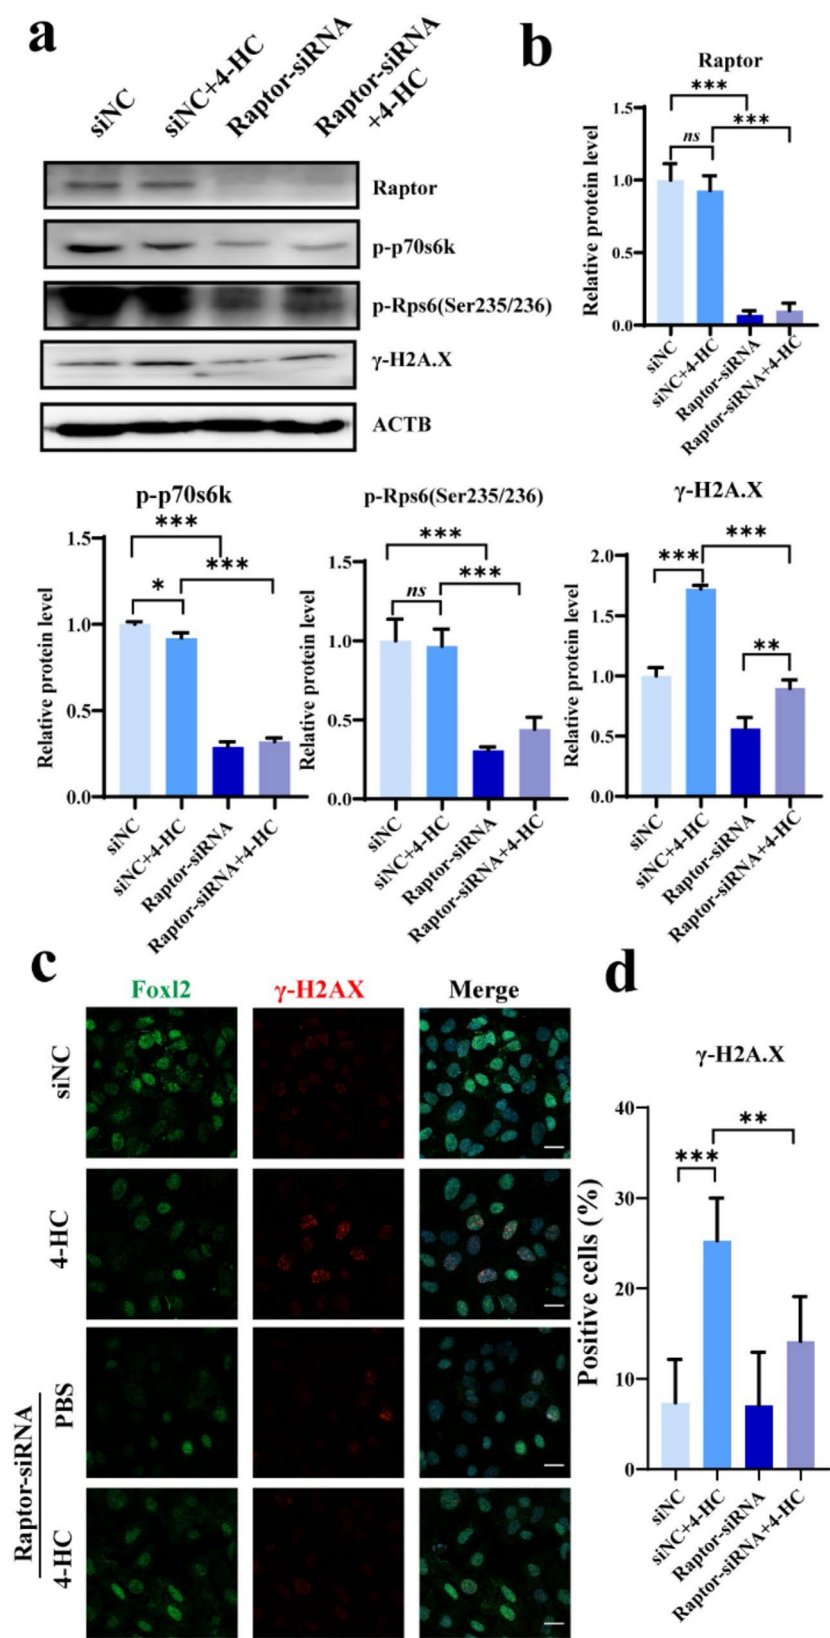 a
siNC
siNC+4-HC
Raptor-siRNA
Raptor-siRNA
+4-HC
Raptor
p-p70s6k
p-Rps6(Ser235/236)
γ-H2A.X
ACTB
b
Raptor
***
***
ns
Relative protein level
1.5
1.0
0.5
0.0
siNC
siNC+4-HC
Raptor-siRNA
Raptor-siRNA+4-HC
p-p70s6k
***
***
*
Relative protein level
1.5
1.0
0.5
0.0
siNC
siNC+4-HC
Raptor-siRNA
Raptor-siRNA+4-HC
p-Rps6(Ser235/236)
***
***
ns
Relative protein level
1.5
1.0
0.5
0.0
siNC
siNC+4-HC
Raptor-siRNA
Raptor-siRNA+4-HC
γ-H2A.X
***
***
**
Relative protein level
2.0
1.5
1.0
0.5
0.0
siNC
siNC+4-HC
Raptor-siRNA
Raptor-siRNA+4-HC
c
Foxl2
γ-H2AX
Merge
siNC
4-HC
Raptor-siRNA
PBS
4-HC
d
γ-H2A.X
**
***
Positive cells (%)
40
30
20
10
0
siNC
siNC+4-HC
Raptor-siRNA
Raptor-siRNA+4-HC